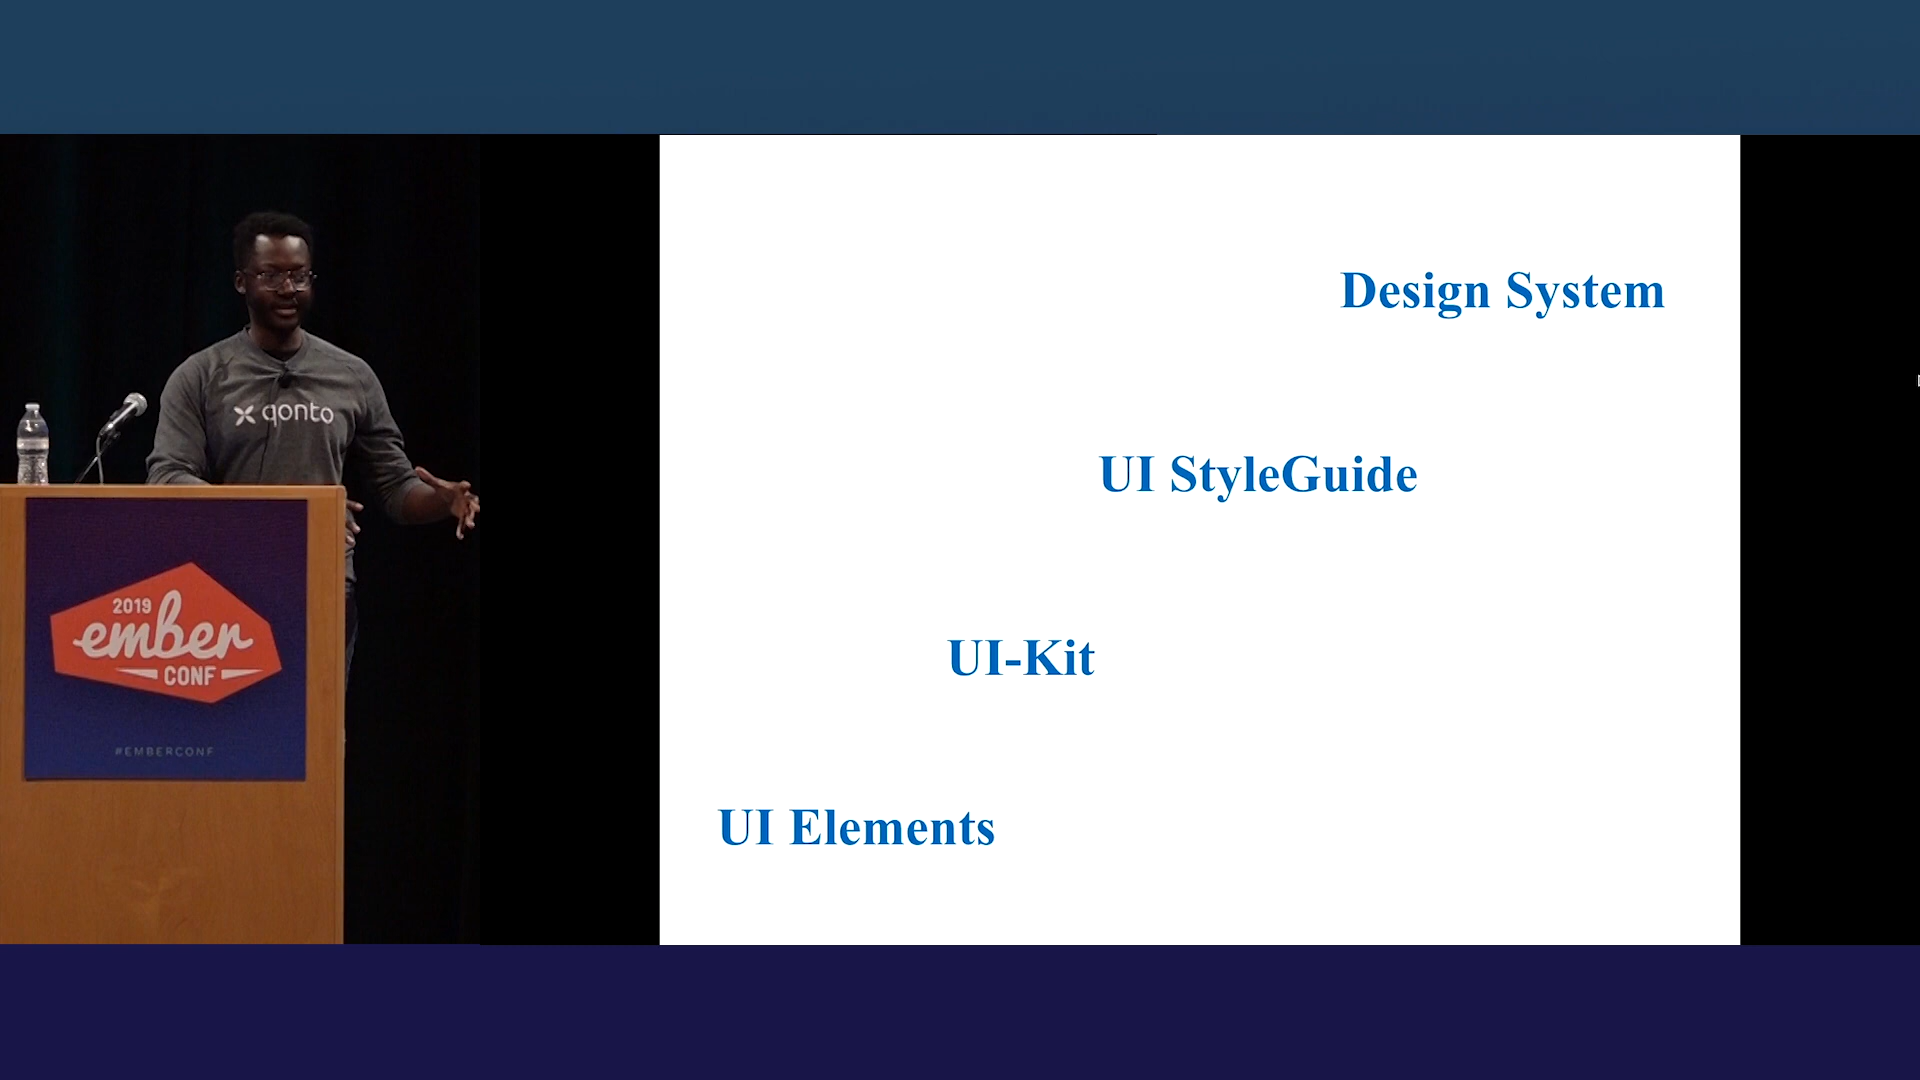 qonto
2019
ember
CONF
#EMBERCONF
Design System
UI StyleGuide
UI-Kit
UI Elements